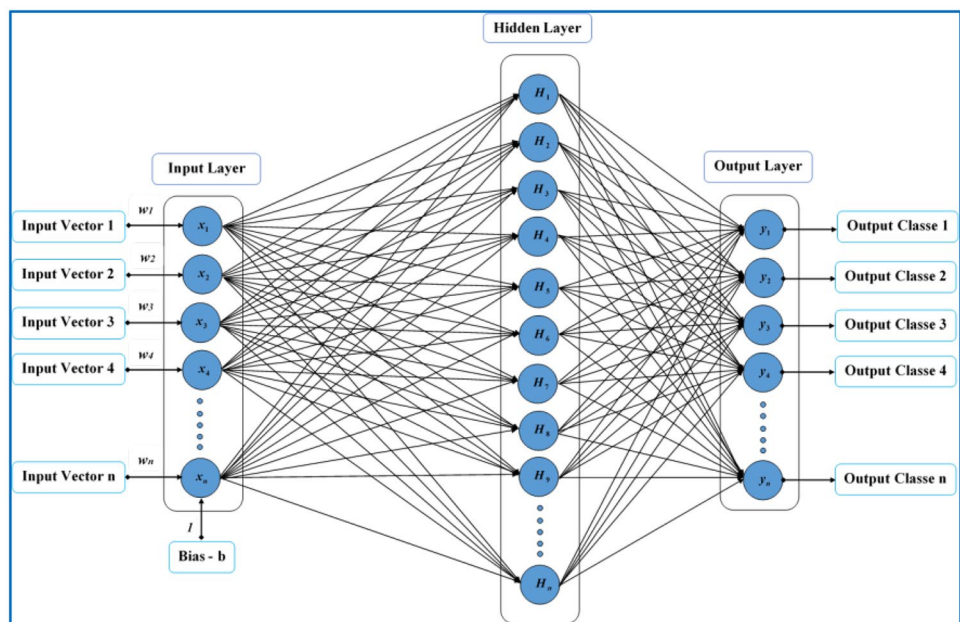 Hidden Layer
Input Layer
Output Layer
Input Vector 1
w1
x1
Input Vector 2
w2
x2
Input Vector 3
w3
x3
Input Vector 4
w4
x4
Input Vector n
wn
xn
1
Bias - b
H1
H2
H3
H4
H5
H6
H7
H8
H9
Ho
y1
Output Classe 1
y2
Output Classe 2
y3
Output Classe 3
y4
Output Classe 4
yo
Output Classe n